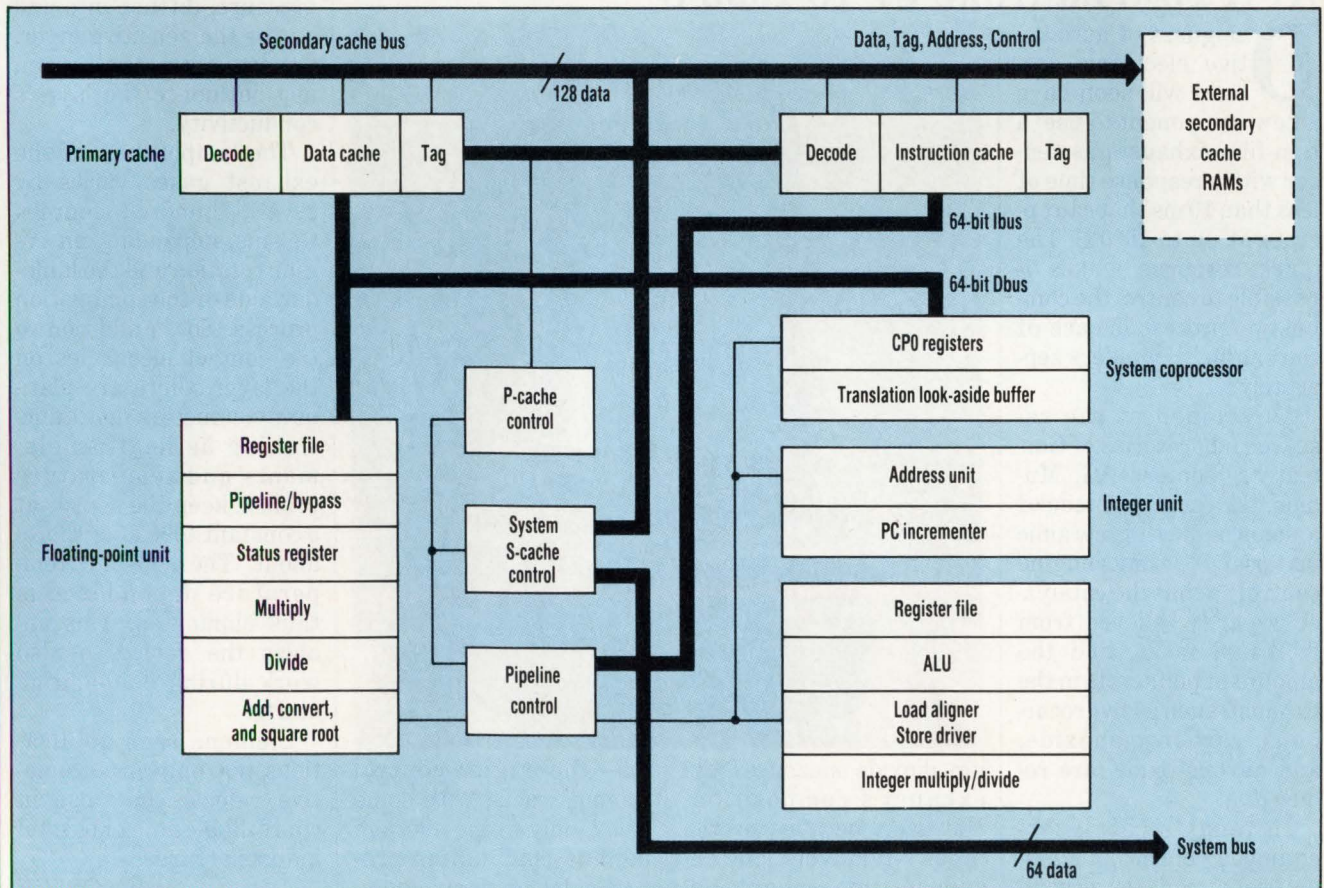 Secondary cache bus
Data, Tag, Address, Control
128 data
External
secondary
cache
RAMs
Primary cache
Decode
Data cache
Tag
Decode
Instruction cache
Tag
64-bit Ibus
64-bit Dbus
CPO registers
Translation look-aside buffer
System coprocessor
P-cache
control
Register file
Pipeline/bypass
Status register
Multiply
Divide
Add, convert,
and square root
Floating-point unit
System
S-cache
control
Pipeline
control
Address unit
PC incrementer
Integer unit
Register file
ALU
Load aligner
Store driver
Integer multiply/divide
System bus
64 data